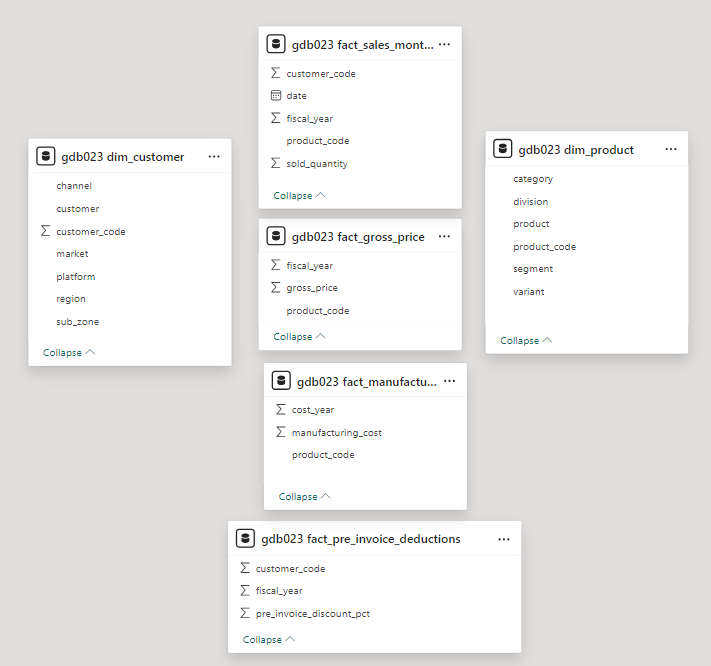 gdb023 fact_sales_mont...
customer_code
date
fiscal_year
product_code
sold_quantity
Collapse
gdb023 dim_customer
channel
customer
customer_code
market
platform
region
sub_zone
Collapse
gdb023 dim_product
category
division
product
product_code
segment
variant
Collapse
gdb023 fact_gross_price
fiscal_year
gross_price
product_code
Collapse
gdb023 fact_manufactu...
cost_year
manufacturing_cost
product_code
Collapse
gdb023 fact_pre_invoice_deductions
customer_code
fiscal_year
pre_invoice_discount_pct
Collapse